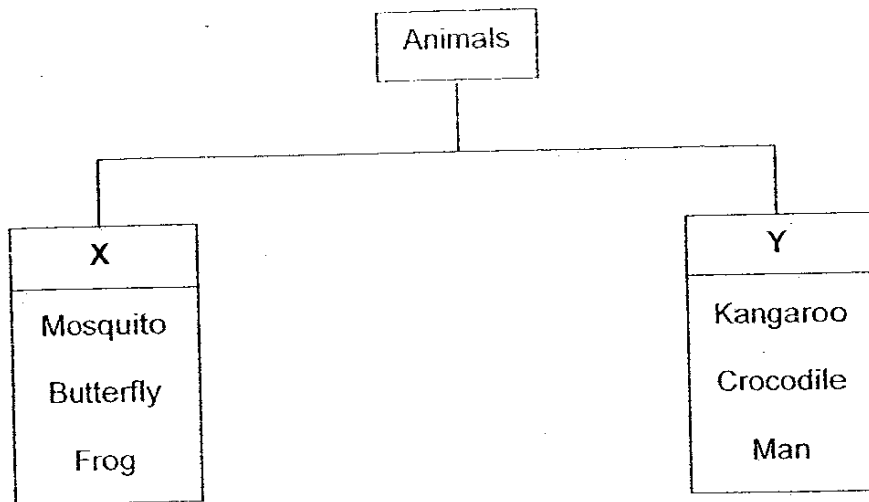 Animals
X
Mosquito
Butterfly
Frog
Y
Kangaroo
Crocodile
Man